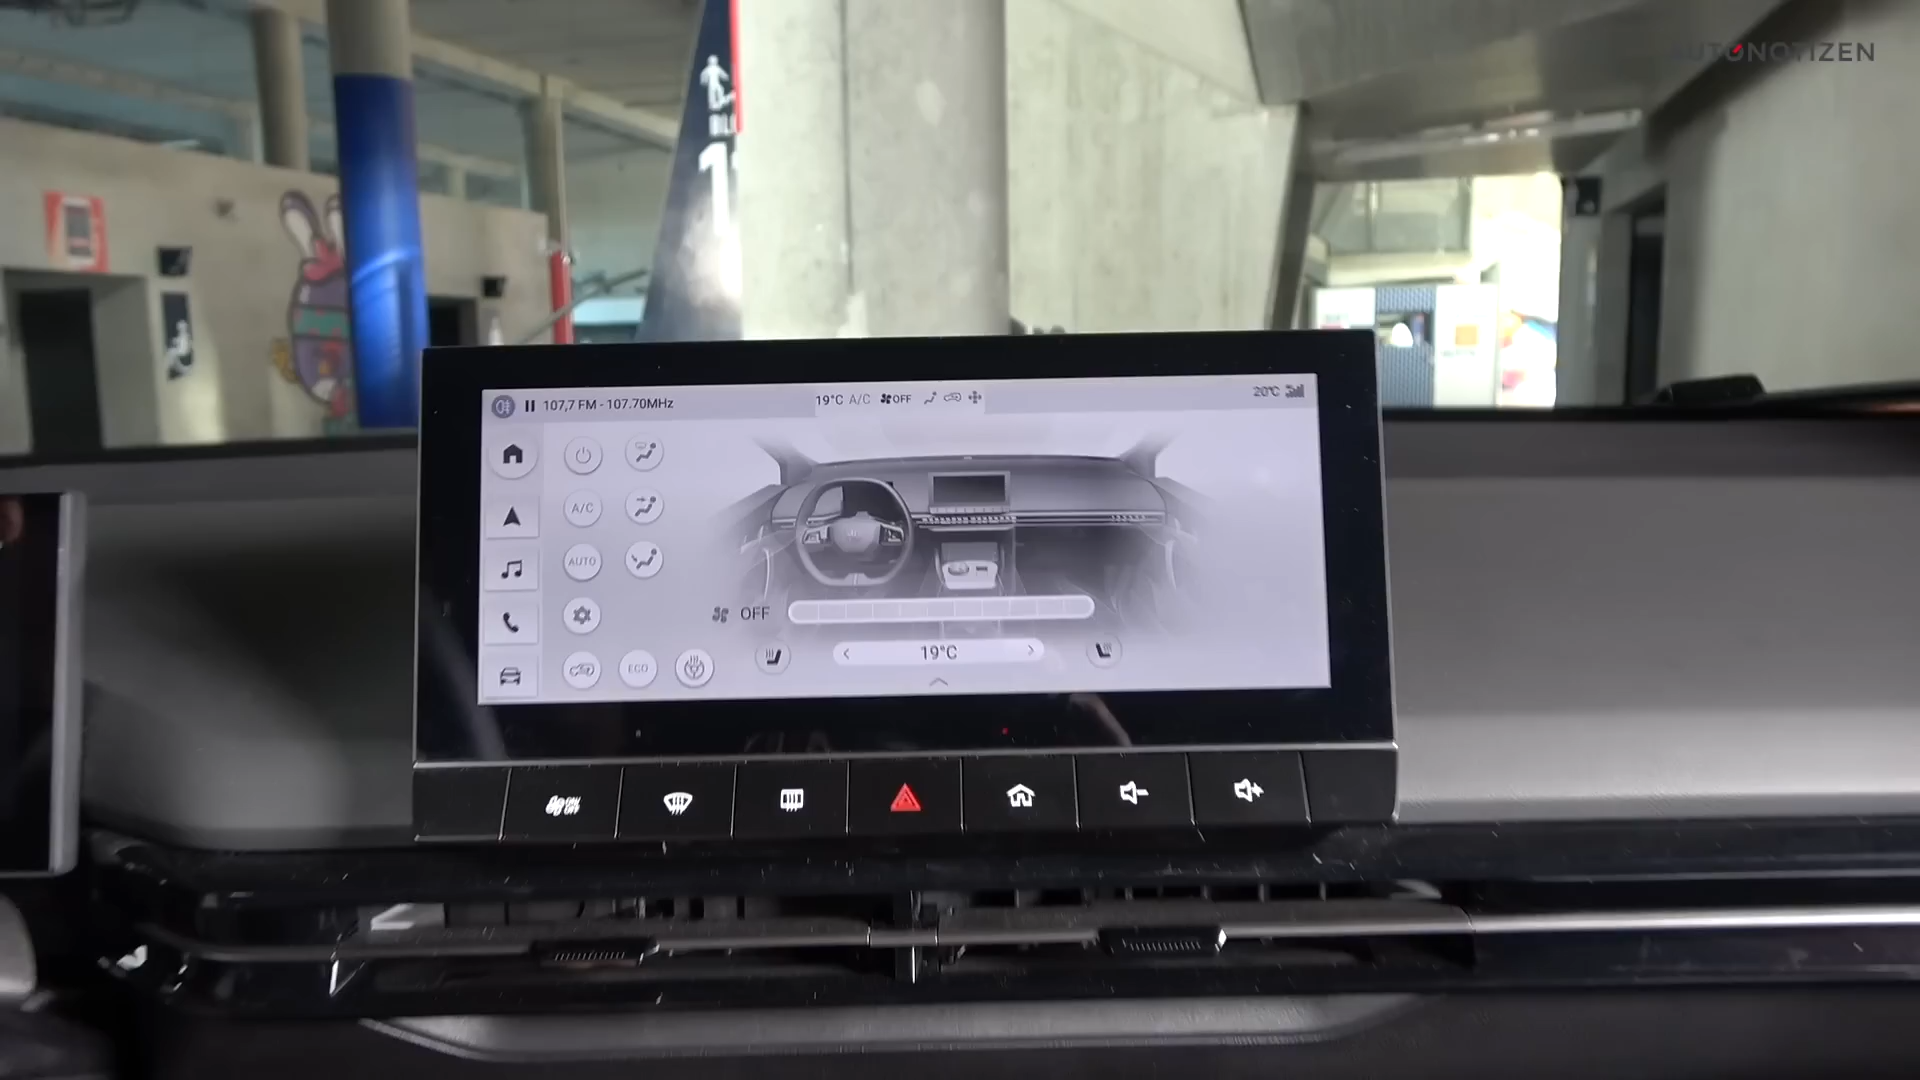 AUTONOTIZEN
107,7 FM - 107.70MHz
19°C A/C OFF
20°C
A/C
AUTO
OFF
ECO
19°C